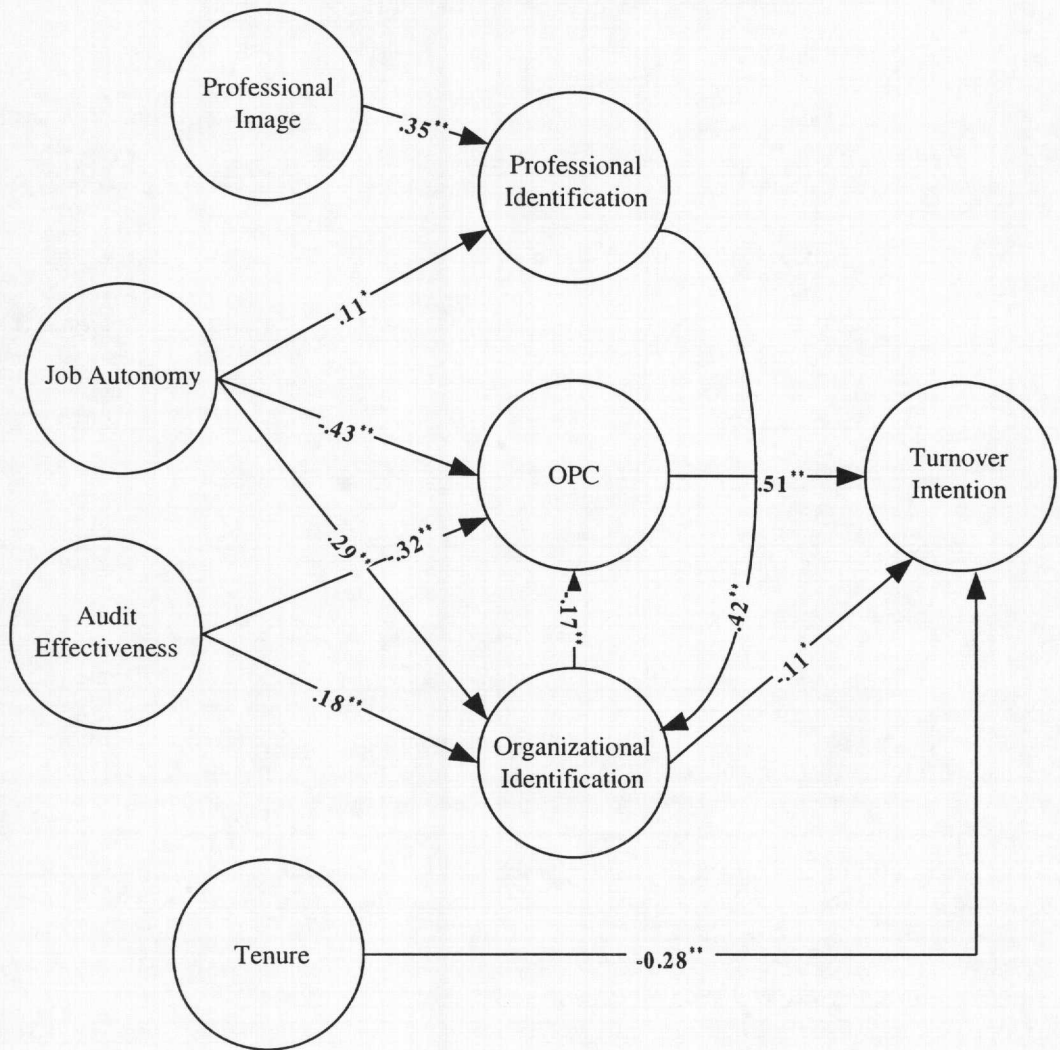 Professional
Image
.35**
Professional
Identification
.11*
Job Autonomy
-.43**
OPC
.51**
Turnover
Intention
.29**
-.32**
Audit
Effectiveness
-.17**
.42**
-.11*
.18**
Organizational
Identification
Tenure
-0.28**